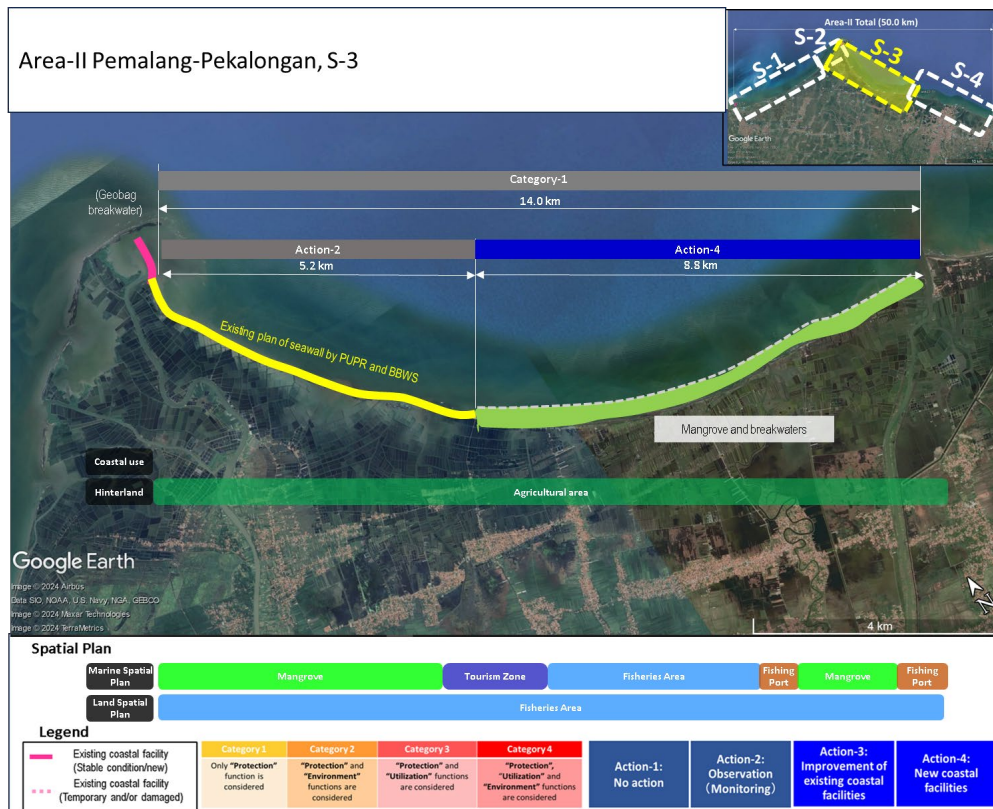 Area-II Pemalang-Pekalongan, S-3
Area-II Total (50.0 km)
S-1
S-2
S-3
S-4
Google Earth
(Geobag
breakwater)
Category-1
14.0 km
Action-2
Action-4
5.2 km
8.8 km
Existing plan of seawall by PUPR and BBWS
Mangrove and breakwaters
Coastal use
Hinterland
Agricultural area
Google Earth
Image © 2024 Airbus
Data SIO, NOAA, U.S. Navy, NGA, GEBCO
Image © 2024 Maxar Technologies
Image © 2024 TerraMetrics
N
4 km
Spatial Plan
Marine Spatial
Plan
Mangrove
Tourism Zone
Fisheries Area
Fishing
Port
Mangrove
Fishing
Port
Land Spatial
Plan
Fisheries Area
Legend
Existing coastal facility
(Stable condition/new)
Existing coastal facility
(Temporary and/or damaged)
Category 1
Only "Protection"
function is
considered
Category 2
"Protection" and
"Environment"
functions are
considered
Category 3
"Protection" and
"Utilization" functions
are considered
Category 4
"Protection",
"Utilization" and
"Environment" functions
are considered
Action-1:
No action
Action-2:
Observation
(Monitoring)
Action-3:
Improvement of
existing coastal
facilities
Action-4:
New coastal
facilities